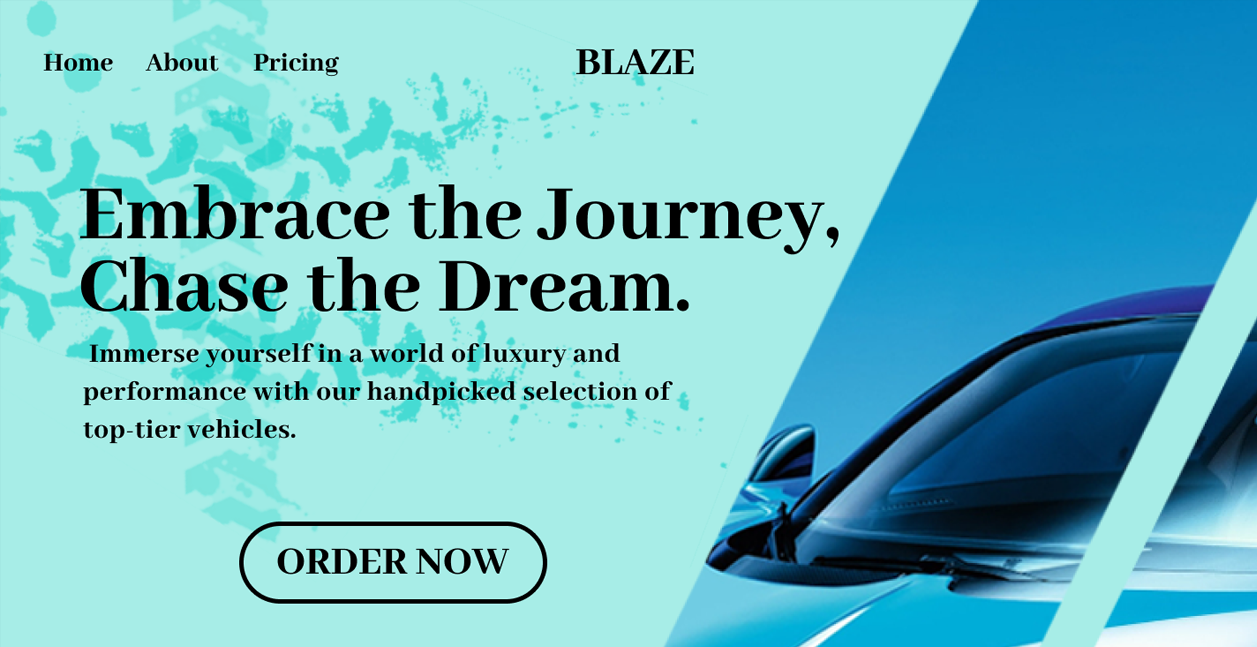 Home About Pricing BLAZE
Embrace the Journey,
Chase the Dream.
Immerse yourself in a world of luxury and
performance with our handpicked selection of
top-tier vehicles.
ORDER NOW